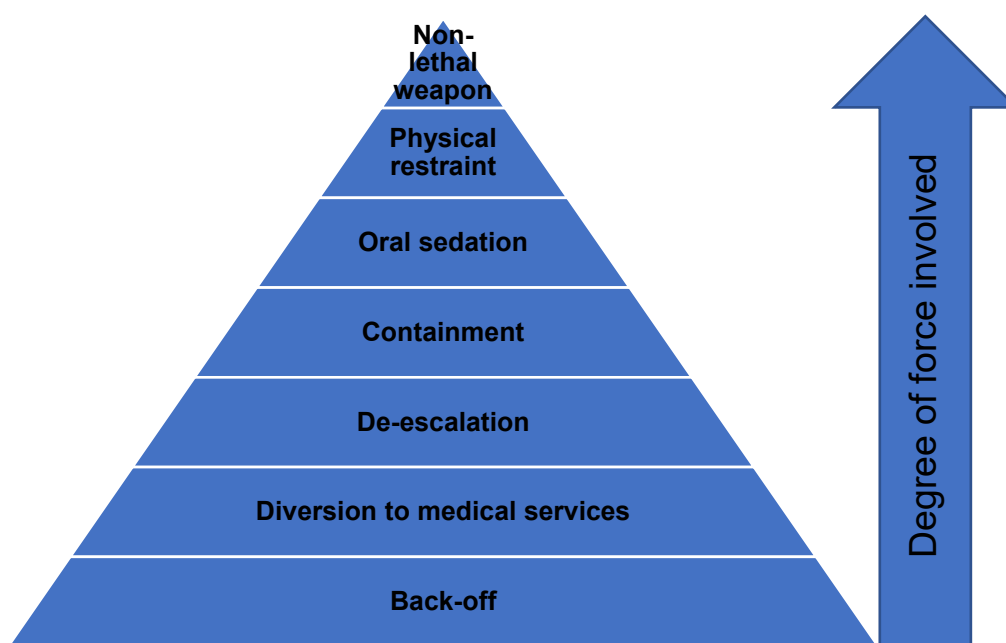 Non-
lethal
weapon
Physical
restraint
Oral sedation
Containment
De-escalation
Diversion to medical services
Back-off
Degree of force involved